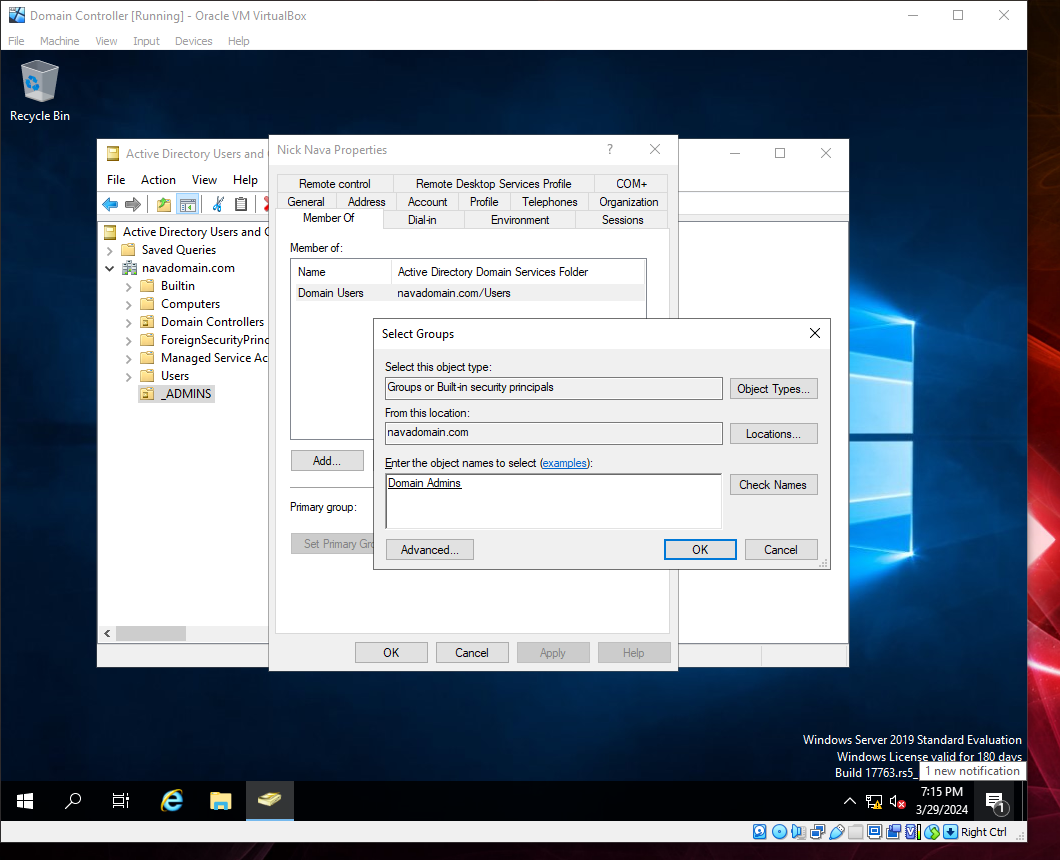 Domain Controller [Running] - Oracle VM VirtualBox
File Machine View Input Devices Help
Recycle Bin
Active Directory Users and
File Action View Help
Active Directory Users and
Saved Queries
navadomain.com
Builtin
Computers
Domain Controllers
ForeignSecurityPrinc
Managed Service Ac
Users
_ADMINS
Nick Nava Properties
?
Remote control Remote Desktop Services Profile COM+
General Address Account Profile Telephones Organization
Member Of Dial-in Environment Sessions
Member of:
Name Active Directory Domain Services Folder
Domain Users navadomain.com/Users
Add...
Primary group:
Set Primary Gro
OK Cancel Apply Help
Select Groups
Select this object type:
Groups or Built-in security principals Object Types...
From this location:
navadomain.com Locations...
Enter the object names to select (examples):
Domain Admins Check Names
Advanced... OK Cancel
Windows Server 2019 Standard Evaluation
Windows License valid for 180 days
Build 17763.rs5_
1 new notification
7:15 PM
3/29/2024
1
Right Ctrl